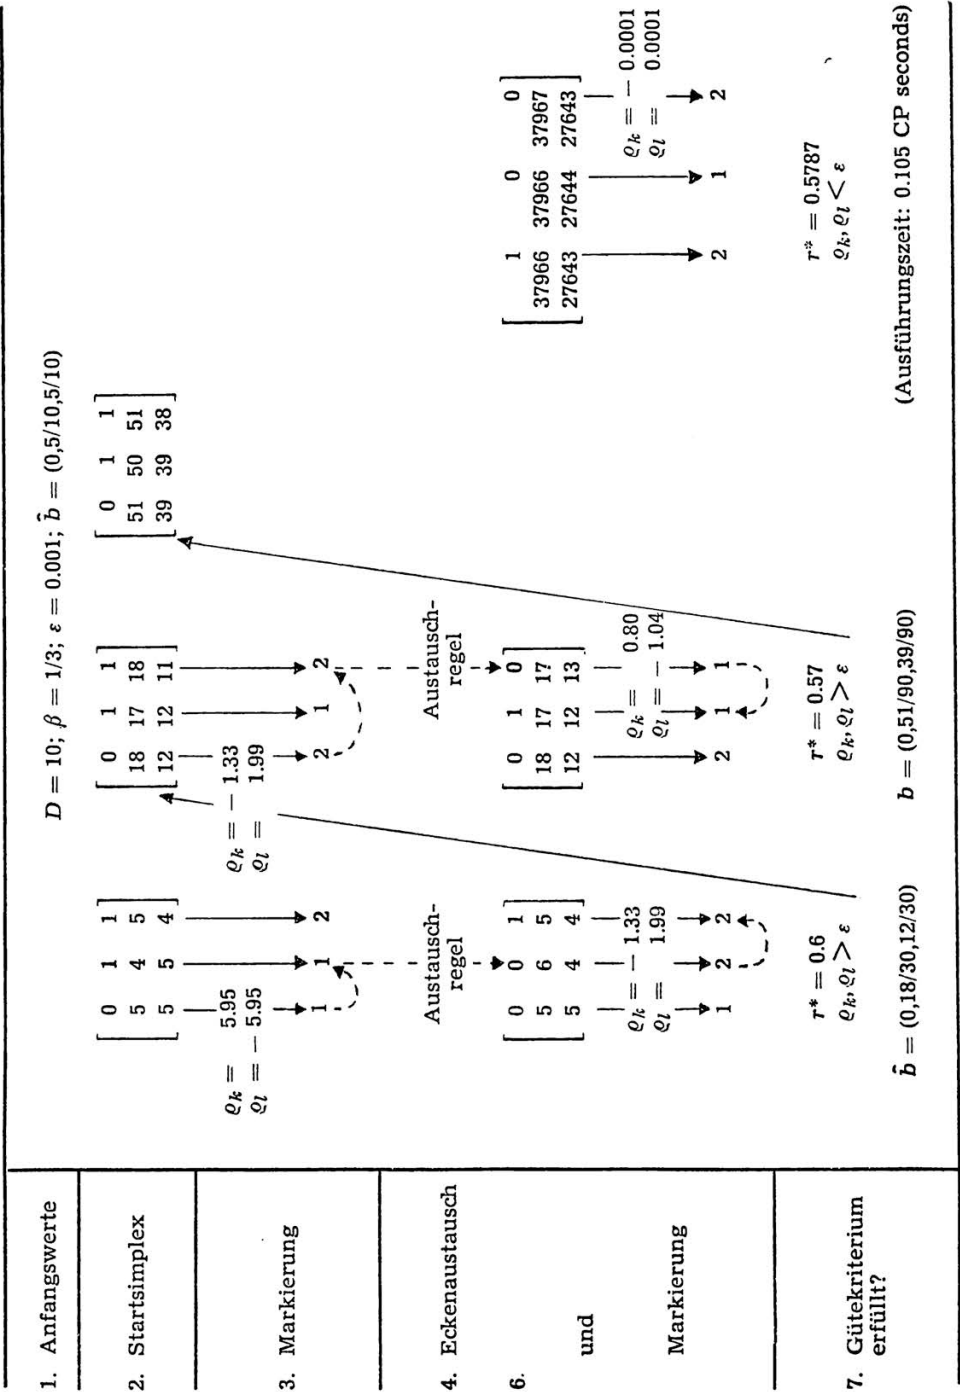 1. Anfangswerte
D = 10; β = 1/3; ε = 0.001; b̂ = (0,5/10,5/10)
2. Startsimplex
0 1 1
5 4 5
5 5 4
0 1 1
18 17 18
12 12 11
0 1 1
51 50 51
39 39 38
3. Markierung
ϱk = 5.95
ϱl = − 5.95
1 1 2
ϱk = − 1.33
ϱl = 1.99
2 1 2
4. Eckenaustausch
6.
und
Markierung
Austausch-
regel
0 0 1
5 6 5
5 4 4
ϱk = − 1.33
ϱl = 1.99
1 2 2
Austausch-
regel
0 1 0
18 17 17
12 12 13
ϱk = 0.80
ϱl = − 1.04
2 1 1
1 0 0
37966 37966 37967
27643 27644 27643
ϱk = − 0.0001
ϱl = 0.0001
2 1 2
7. Gütekriterium
erfüllt?
r* = 0.6
ϱk, ϱl > ε
r* = 0.57
ϱk, ϱl > ε
r* = 0.5787
ϱk, ϱl < ε
b̂ = (0,18/30,12/30)
b = (0,51/90,39/90)
(Ausführungszeit: 0.105 CP seconds)